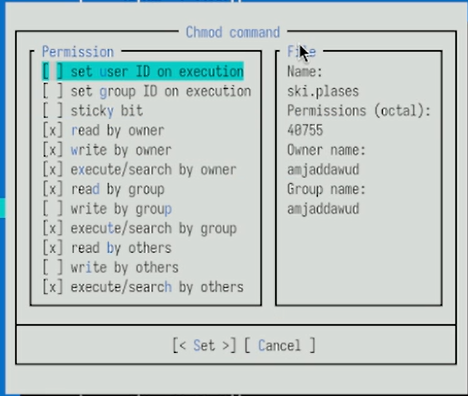 Chmod command
Permission
[ ] set user ID on execution
[ ] set group ID on execution
[ ] sticky bit
[x] read by owner
[x] write by owner
[x] execute/search by owner
[x] read by group
[ ] write by group
[x] execute/search by group
[x] read by others
[ ] write by others
[x] execute/search by others
File
Name:
ski.plases
Permissions (octal):
40755
Owner name:
amjaddawud
Group name:
amjaddawud
[< Set >] [ Cancel ]